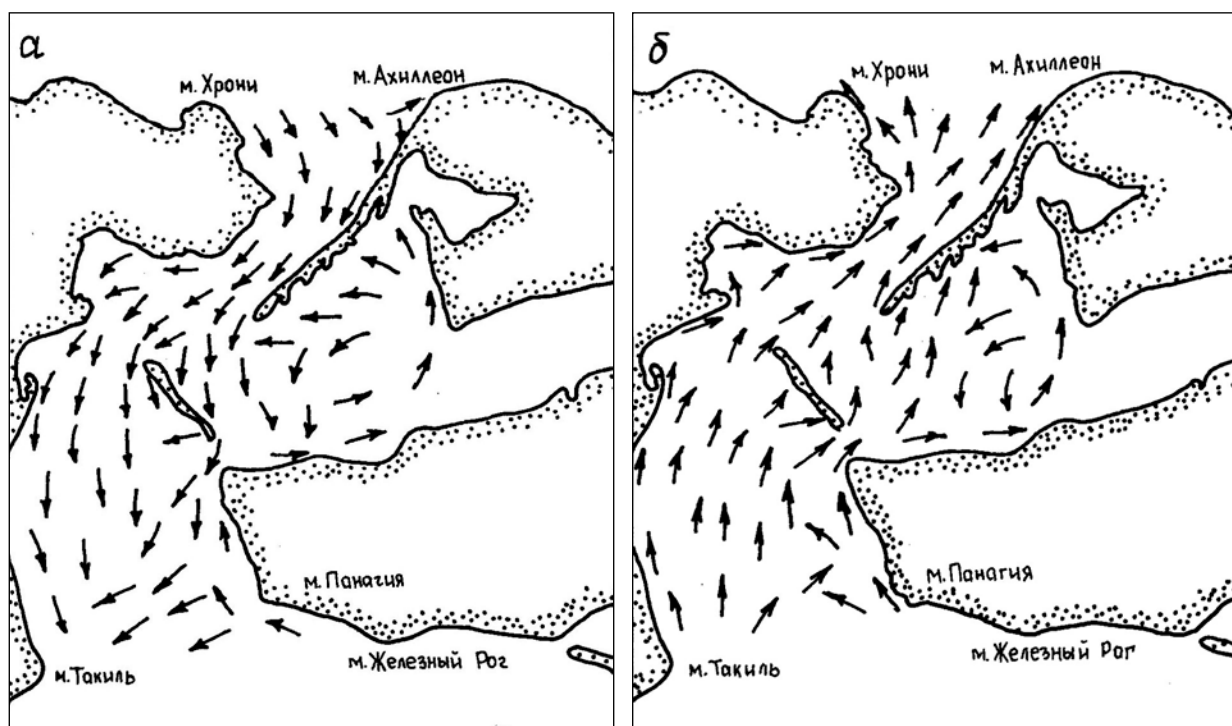 а
м. Хрони
м. Ахиллеон
м. Панагия
м. Железный Рог
м. Такиль
б
м. Хрони
м. Ахиллеон
м. Панагия
м. Железный Рог
м. Такиль